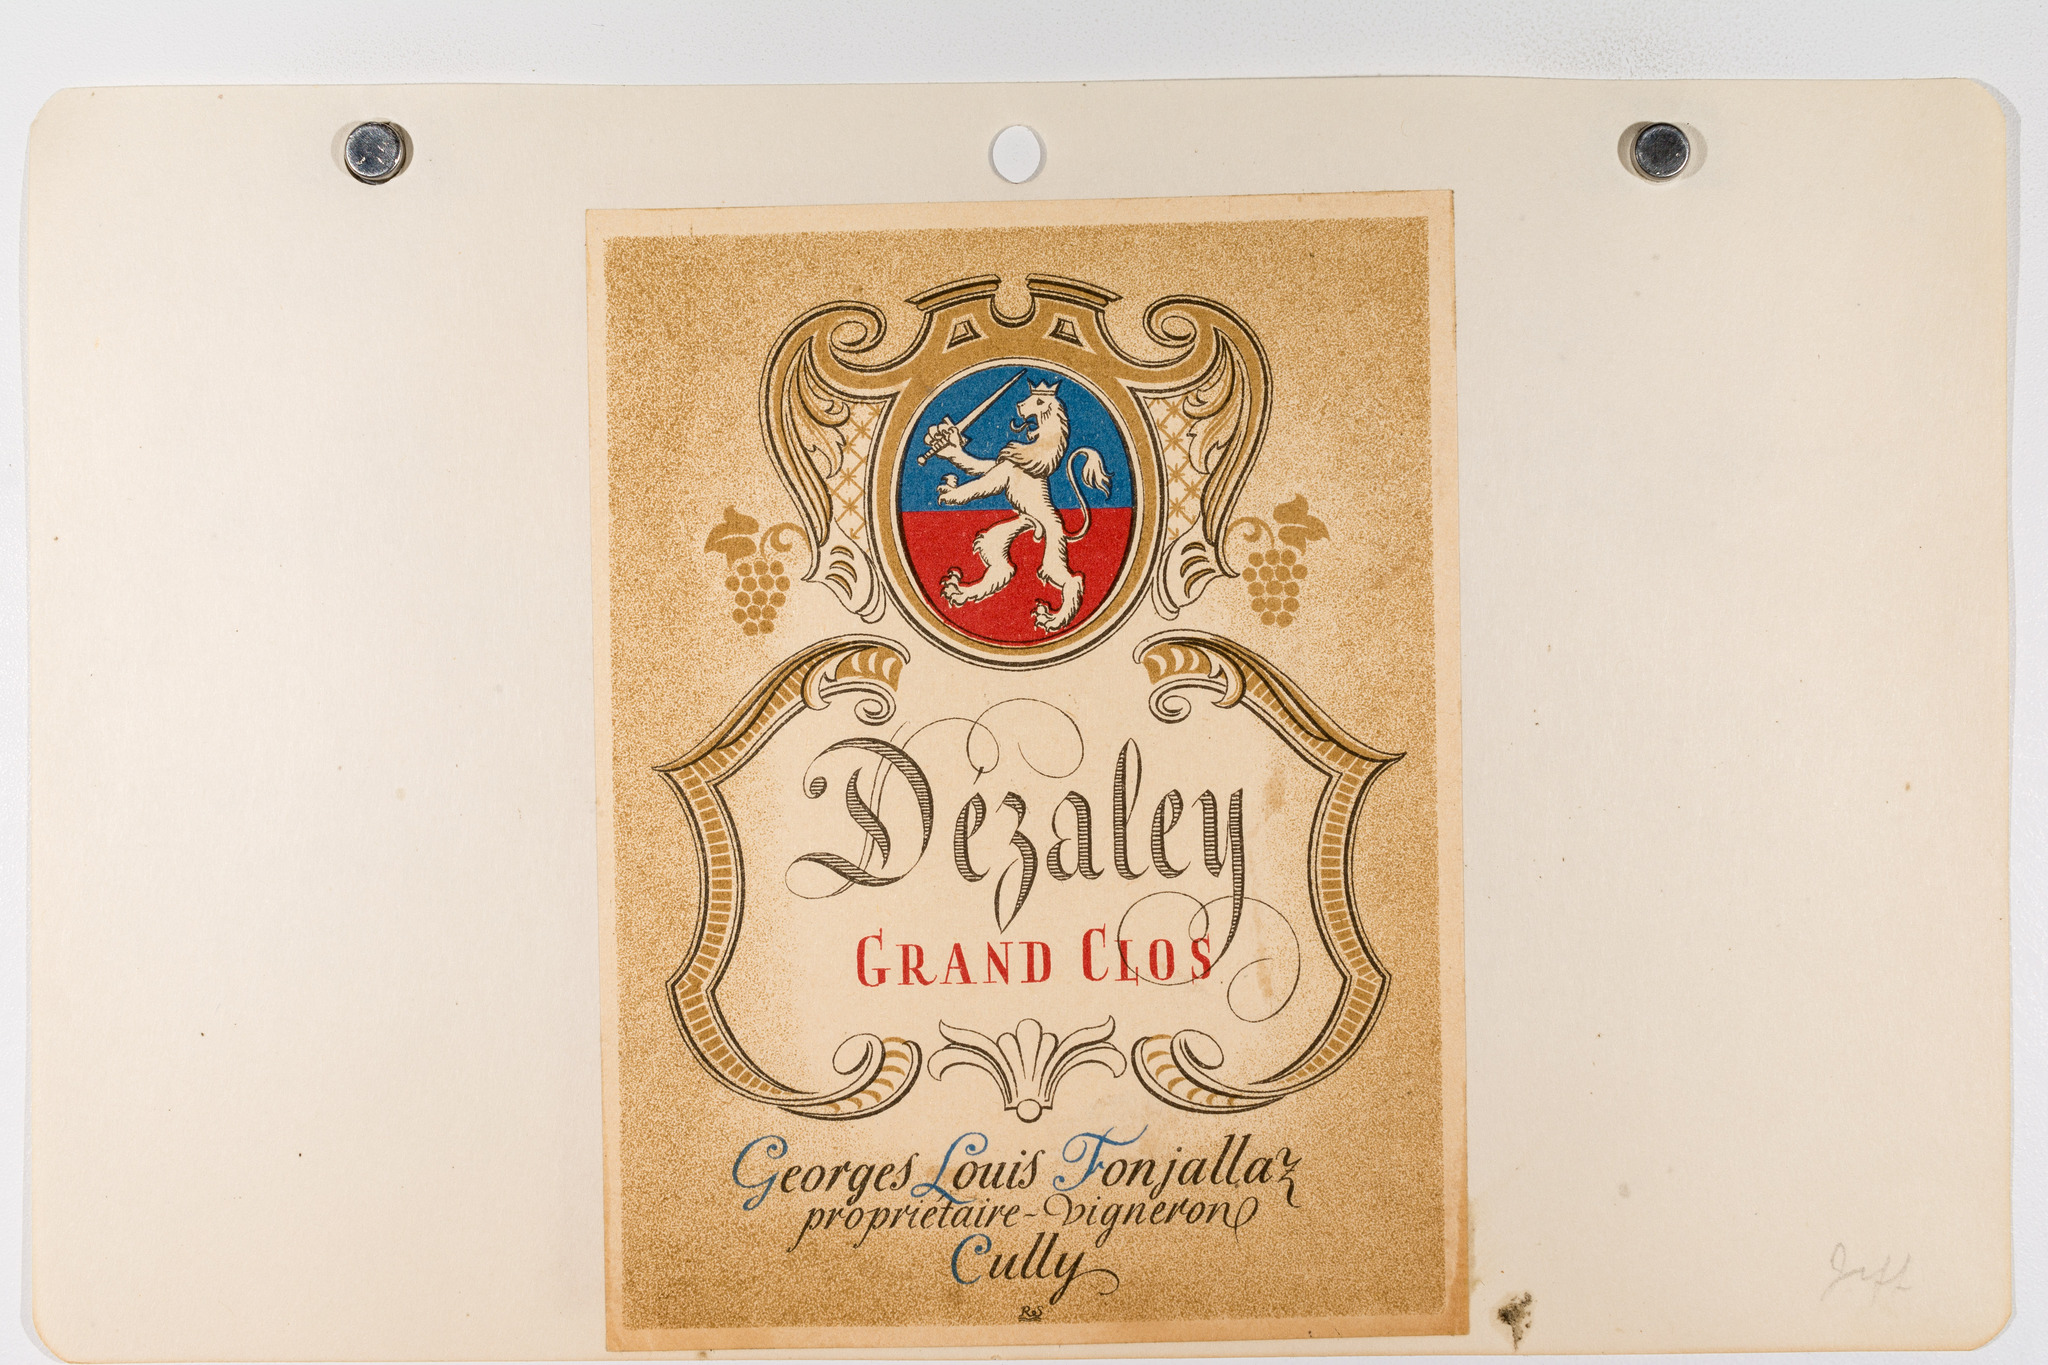 Dézaley
GRAND CLOS
Georges Louis Fonjallaz
propriétaire-vigneron
Cully